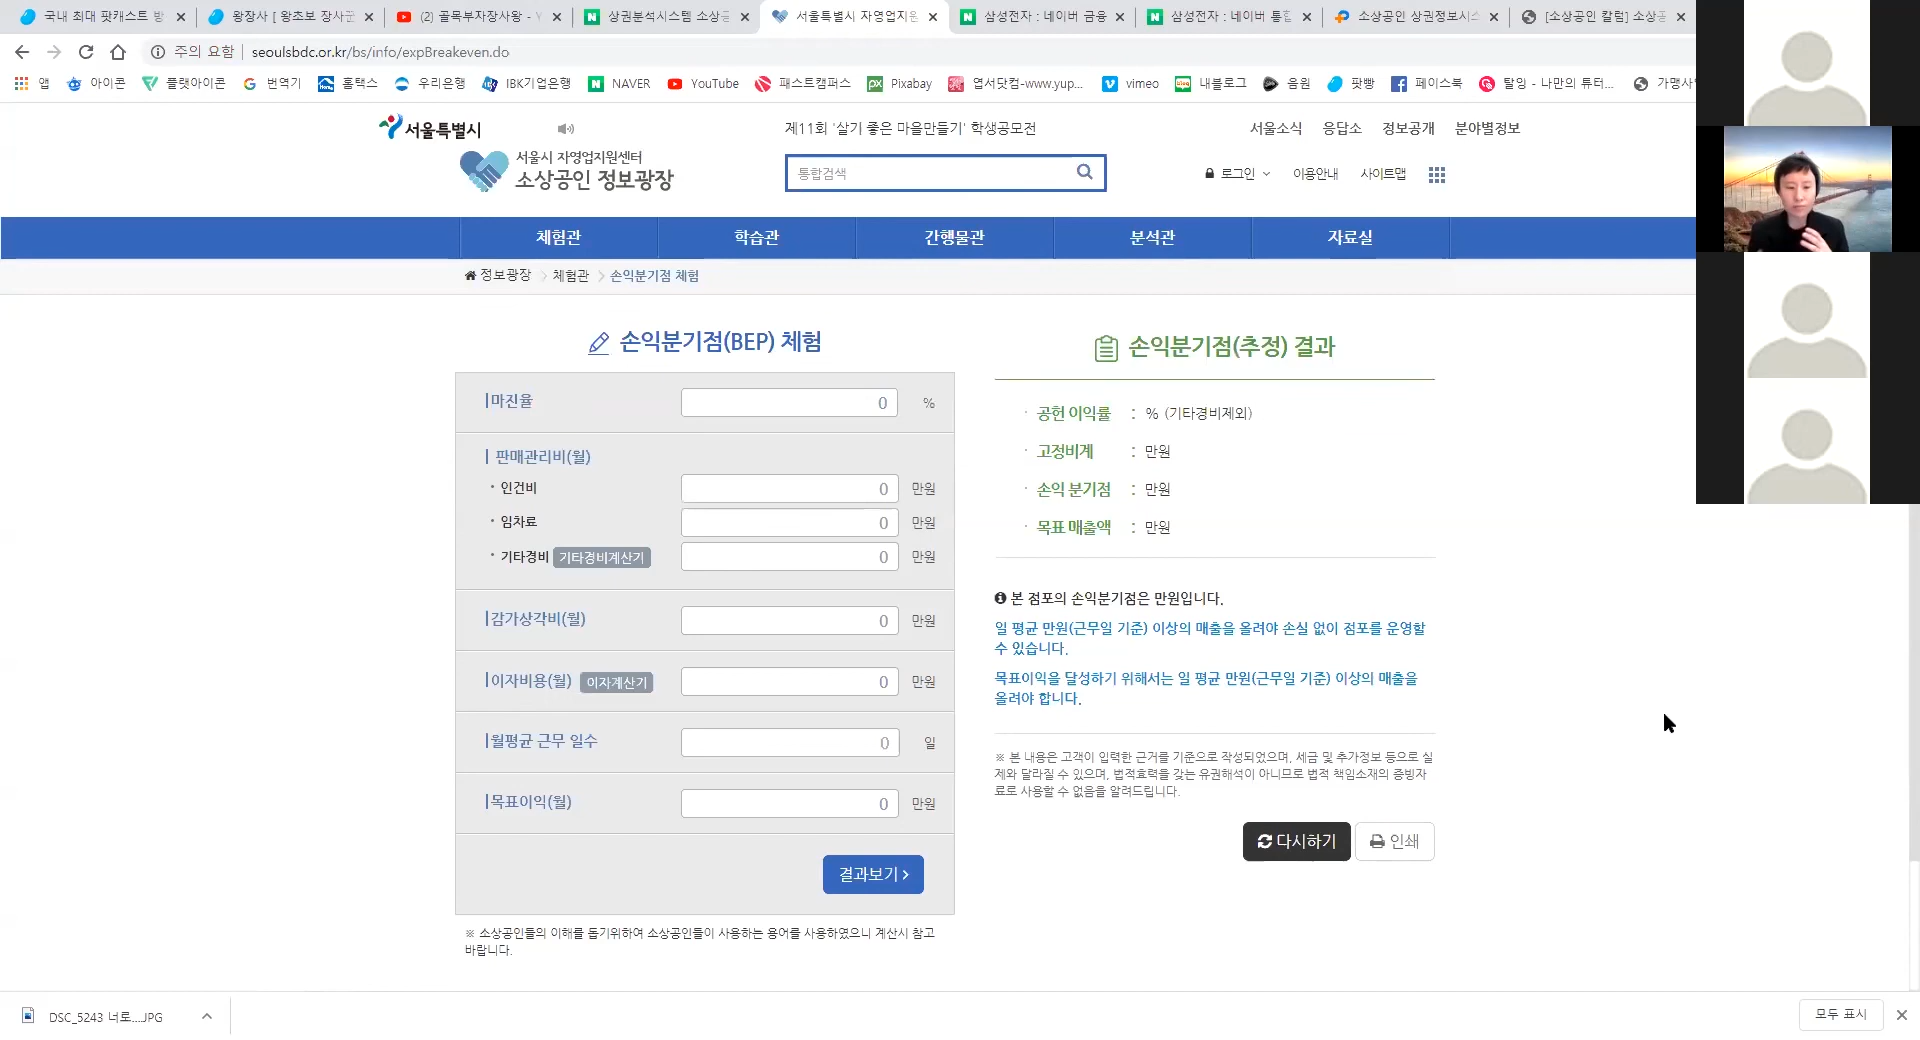 국내 최대 팟캐스트 방
왕장사 [ 왕초보 장사꾼
(2) 골목부자장사왕 - Y
상권분석시스템 소상공
서울특별시 자영업지원
삼성전자 : 네이버 금융
삼성전자 : 네이버 통합
소상공인 상권정보시스
[소상공인 칼럼] 소상공
주의 요함
seoulsbdc.or.kr/bs/info/expBreakeven.do
앱
아이콘
플랫아이콘
번역기
홈택스
우리은행
IBK기업은행
NAVER
YouTube
패스트캠퍼스
Pixabay
엽서닷컴-www.yup...
vimeo
내블로그
음원
팟빵
페이스북
탈잉 - 나만의 튜터...
가맹사
서울특별시
제11회 '살기 좋은 마을만들기' 학생공모전
서울소식 응답소 정보공개 분야별정보
서울시 자영업지원센터
소상공인 정보광장
통합검색
로그인 이용안내 사이트맵
체험관 학습관 간행물관 분석관 자료실
정보광장 > 체험관 > 손익분기점 체험
손익분기점(BEP) 체험
마진율 0 %
판매관리비(월)
· 인건비 0 만원
· 임차료 0 만원
· 기타경비 기타경비계산기 0 만원
감가상각비(월) 0 만원
이자비용(월) 이자계산기 0 만원
월평균 근무 일수 0 일
목표이익(월) 0 만원
결과보기 >
※ 소상공인들의 이해를 돕기위하여 소상공인들이 사용하는 용어를 사용하였으니 계산시 참고
바랍니다.
손익분기점(추정) 결과
· 공헌 이익률 : % (기타경비제외)
· 고정비계 : 만원
· 손익 분기점 : 만원
· 목표 매출액 : 만원
본 점포의 손익분기점은 만원입니다.
일 평균 만원(근무일 기준) 이상의 매출을 올려야 손실 없이 점포를 운영할
수 있습니다.
목표이익을 달성하기 위해서는 일 평균 만원(근무일 기준) 이상의 매출을
올려야 합니다.
※ 본 내용은 고객이 입력한 근거를 기준으로 작성되었으며, 세금 및 추가정보 등으로 실
제와 달라질 수 있으며, 법적효력을 갖는 유권해석이 아니므로 법적 책임소재의 증빙자
료로 사용할 수 없음을 알려드립니다.
다시하기 인쇄
DSC_5243 너로....JPG
모두 표시